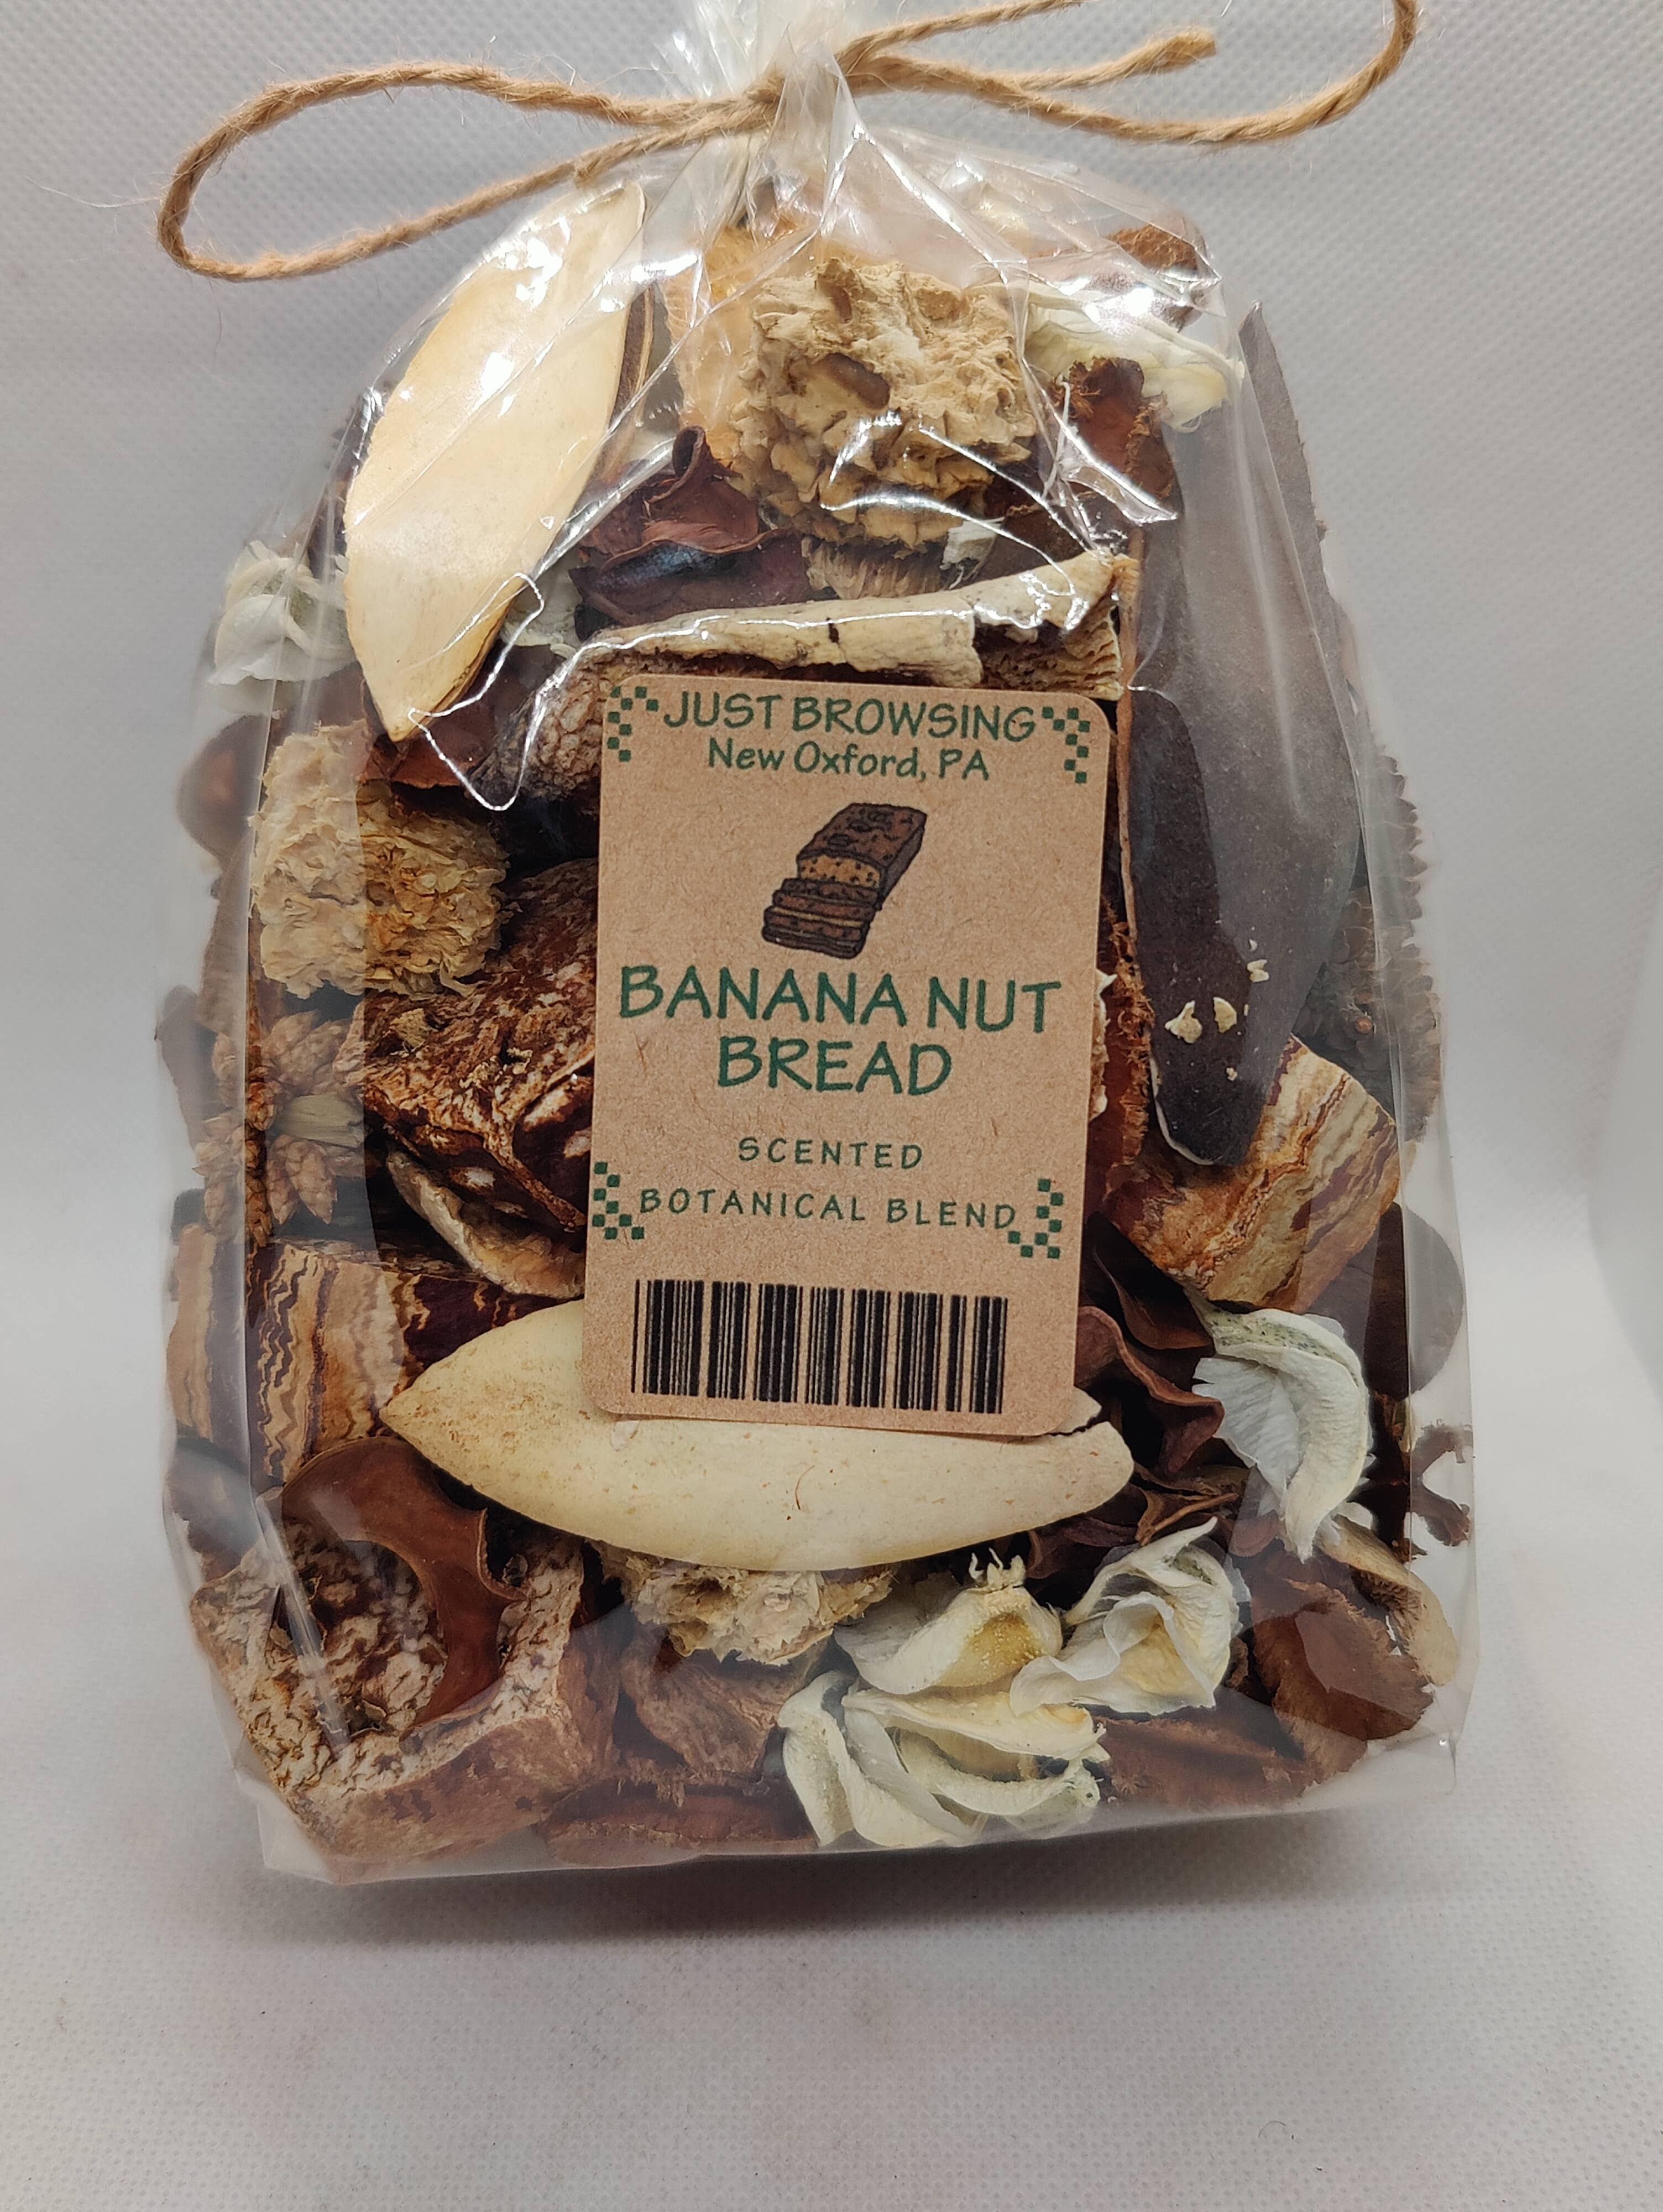 JUST BROWSING
New Oxford, PA
BANANA NUT
BREAD
SCENTED
BOTANICAL BLEND